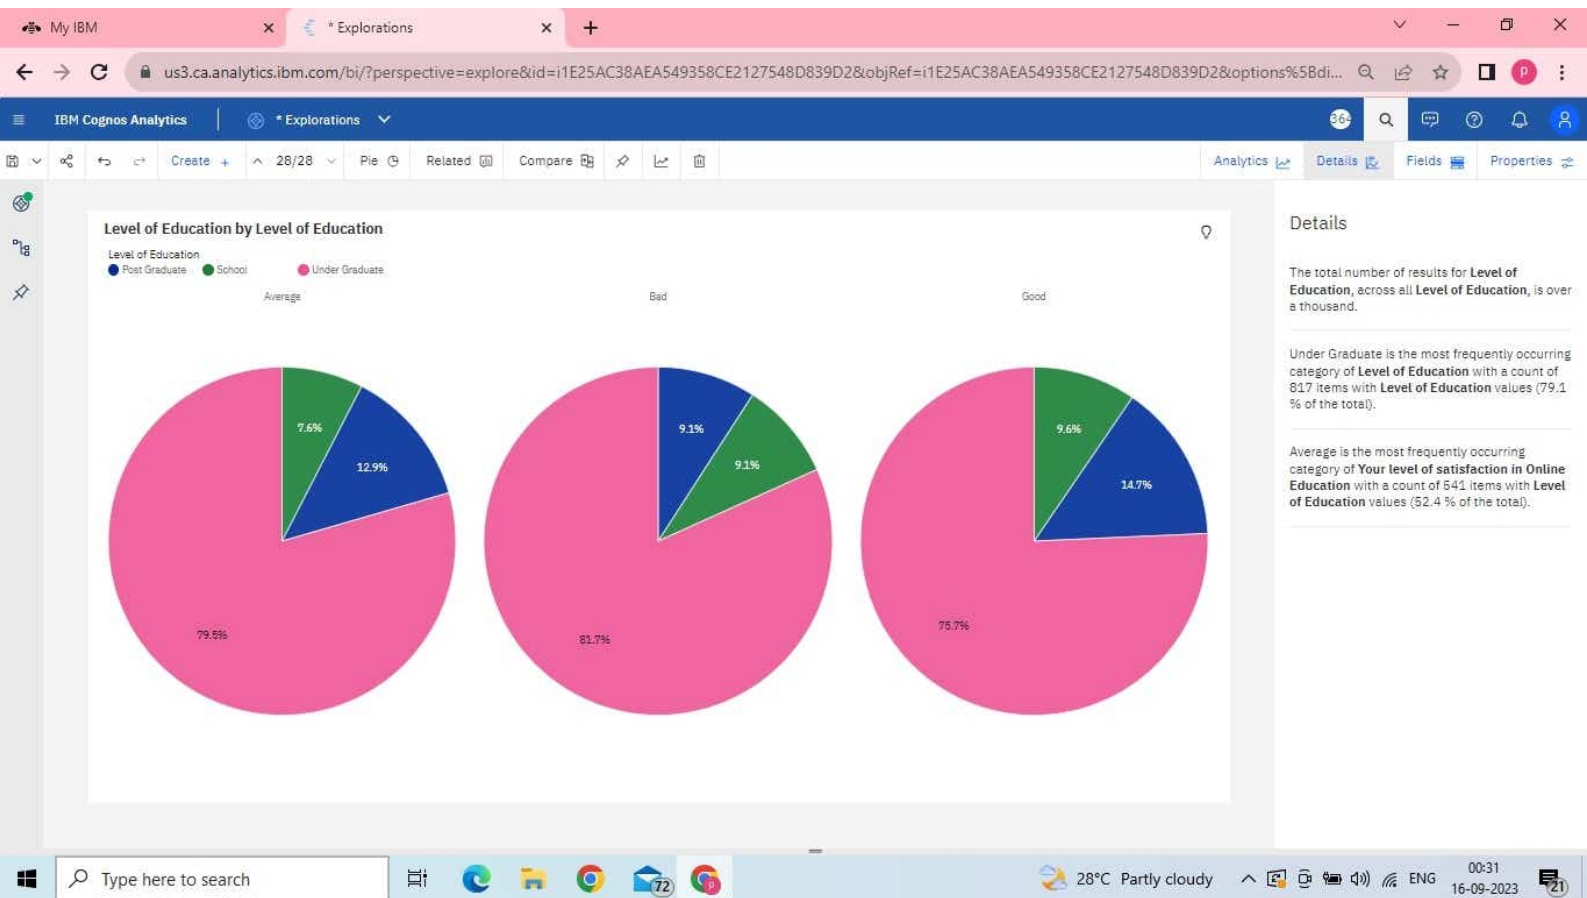 My IBM
* Explorations
us3.ca.analytics.ibm.com/bi/?perspective=explore&id=i1E25AC38AEA549358CE2127548D839D2&objRef=i1E25AC38AEA549358CE2127548D839D2&options%5Bdi...
P
IBM Cognos Analytics
* Explorations
364
Create +
28/28
Pie
Related
Compare
Analytics
Details
Fields
Properties
Level of Education by Level of Education
Level of Education
Post Graduate School Under Graduate
Average Bad Good
7.6%
12.9%
79.5%
9.1%
9.1%
81.7%
9.6%
14.7%
75.7%
Details
The total number of results for Level of
Education, across all Level of Education, is over
a thousand.
Under Graduate is the most frequently occurring
category of Level of Education with a count of
817 items with Level of Education values (79.1
% of the total).
Average is the most frequently occurring
category of Your level of satisfaction in Online
Education with a count of 541 items with Level
of Education values (52.4 % of the total).
Type here to search
72
28°C Partly cloudy
ENG
00:31
16-09-2023
21